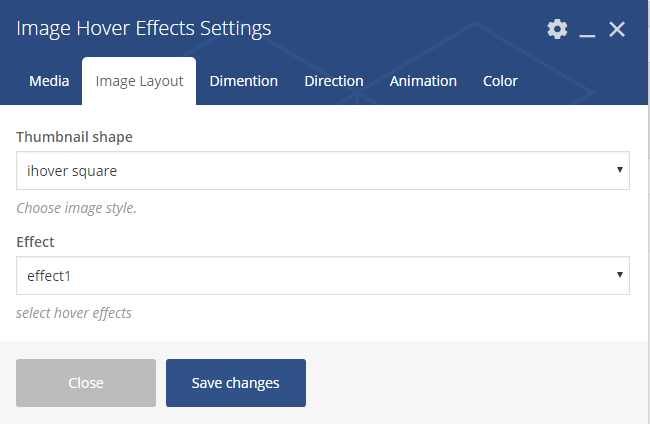 Image Hover Effects Settings
Media Image Layout Dimention Direction Animation Color
Thumbnail shape
ihover square
Choose image style.
Effect
effect1
select hover effects
Close Save changes